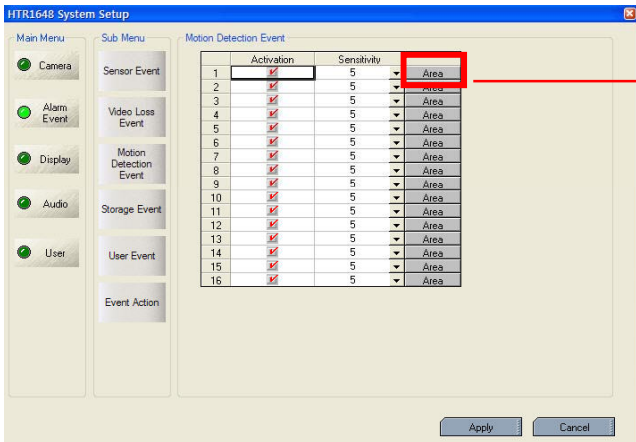 HTR1648 System Setup
Main Menu
Camera
Alarm
Event
Display
Audio
User
Sub Menu
Sensor Event
Video Loss
Event
Motion
Detection
Event
Storage Event
User Event
Event Action
Motion Detection Event
Activation Sensitivity
1 5 Area
2 5 Area
3 5 Area
4 5 Area
5 5 Area
6 5 Area
7 5 Area
8 5 Area
9 5 Area
10 5 Area
11 5 Area
12 5 Area
13 5 Area
14 5 Area
15 5 Area
16 5 Area
Apply Cancel